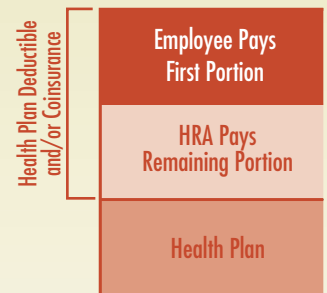 Health Plan Deductible
and/or Coinsurance
Employee Pays
First Portion
HRA Pays
Remaining Portion
Health Plan